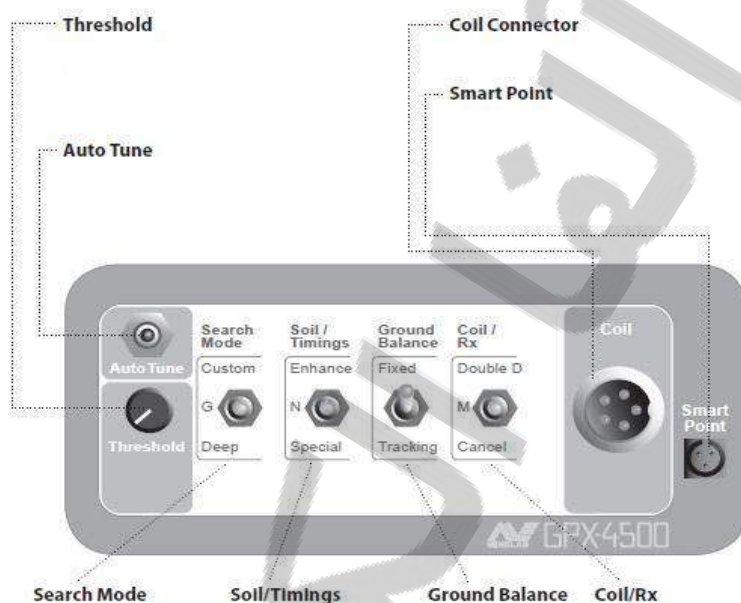 Threshold
Coil Connector
Smart Point
Auto Tune
Search Mode
Soil / Timings
Ground Balance
Coil / Rx
Coil
Auto Tune
Custom
Enhance
Fixed
Double D
G
N
M
Smart Point
Threshold
Deep
Special
Tracking
Cancel
GPX-4500
Search Mode
Soil/Timings
Ground Balance
Coil/Rx